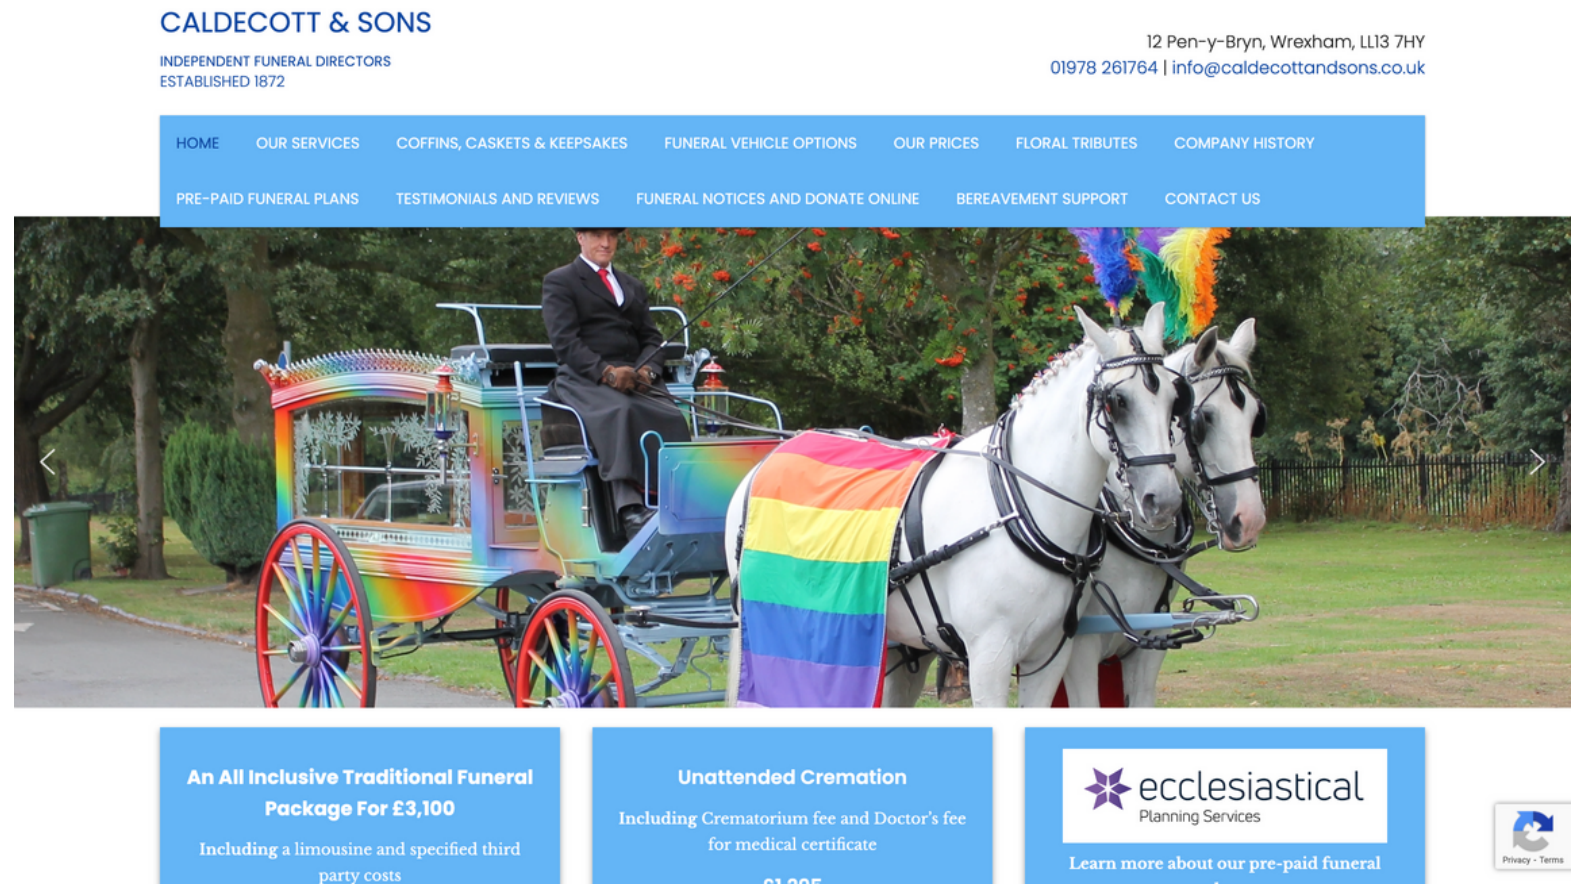 CALDECOTT & SONS
INDEPENDENT FUNERAL DIRECTORS
ESTABLISHED 1872
12 Pen-y-Bryn, Wrexham, LL13 7HY
01978 261764 | info@caldecottandsons.co.uk
HOME OUR SERVICES COFFINS, CASKETS & KEEPSAKES FUNERAL VEHICLE OPTIONS OUR PRICES FLORAL TRIBUTES COMPANY HISTORY
PRE-PAID FUNERAL PLANS TESTIMONIALS AND REVIEWS FUNERAL NOTICES AND DONATE ONLINE BEREAVEMENT SUPPORT CONTACT US
An All Inclusive Traditional Funeral
Package For £3,100
Including a limousine and specified third
party costs
Unattended Cremation
Including Crematorium fee and Doctor's fee
for medical certificate
ecclesiastical
Planning Services
Learn more about our pre-paid funeral
Privacy - Terms